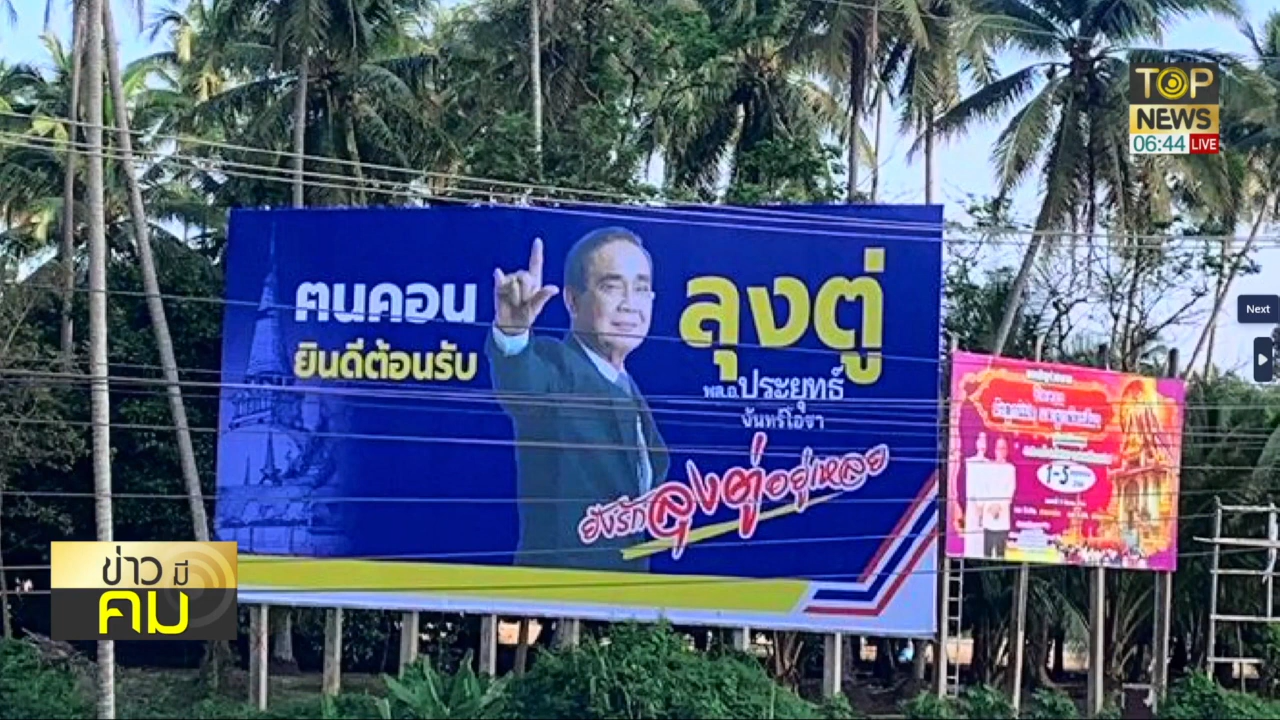 TOP
NEWS
06:44 LIVE
ฅนคอน
ยินดีต้อนรับ
ลุงตู่
พล.อ.ประยุทธ์
จันทร์โอชา
ยังรักลุงตู่อยู่เหลย
1-5
Next
ข่าวมี
คม